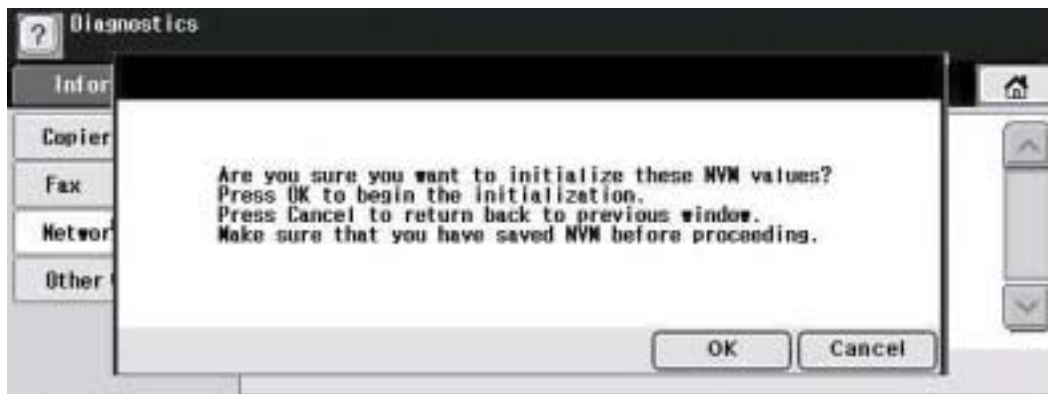 ?
Diagnostics
Infor
Copier
Fax
Networ
Other
Are you sure you want to initialize these NVM values?
Press OK to begin the initialization.
Press Cancel to return back to previous window.
Make sure that you have saved NVM before proceeding.
OK
Cancel